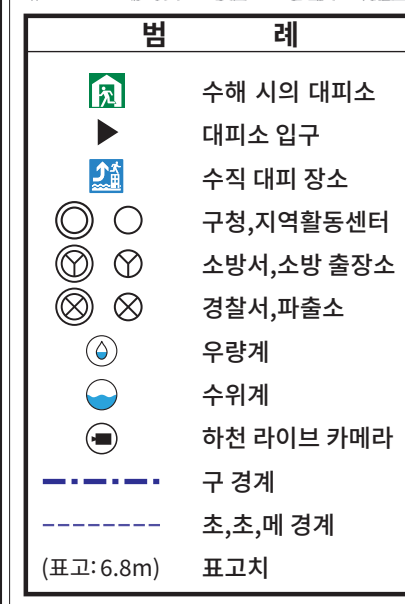 범 례
수해 시의 대피소
대피소 입구
수직 대피 장소
구청,지역활동센터
소방서,소방 출장소
경찰서,파출소
우량계
수위계
하천 라이브 카메라
구 경계
초,초,메 경계
(표고:6.8m) 표고치